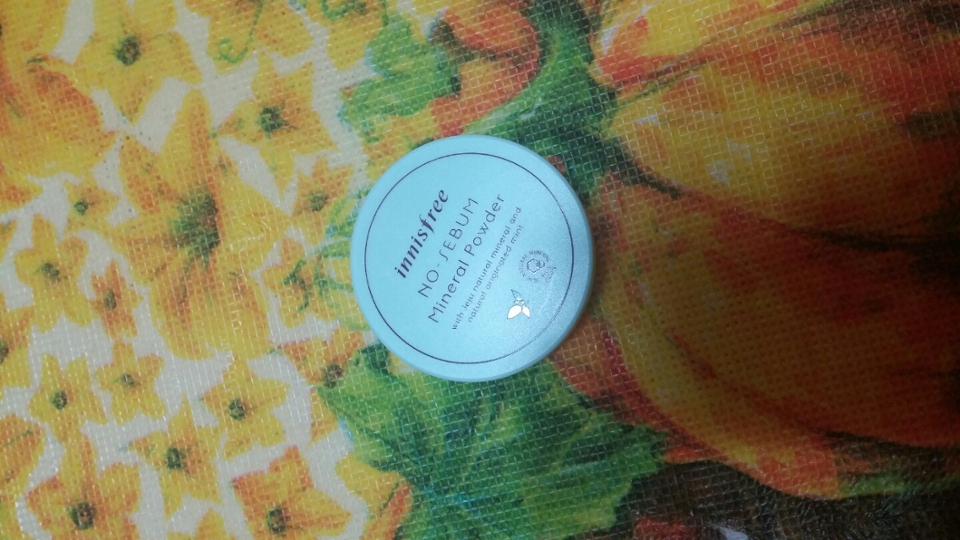 innisfree
NO-SEBUM
Mineral Powder
with Jeju natural mineral and
natural originated mint